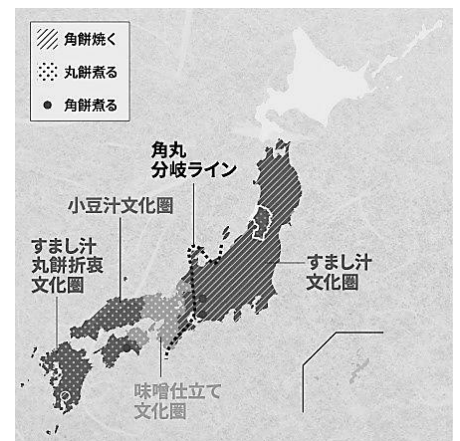 角餅焼く
丸餅煮る
角餅煮る
角丸
分岐ライン
小豆汁文化圏
すまし汁
丸餅折衷
文化圏
すまし汁
文化圏
味噌仕立て
文化圏